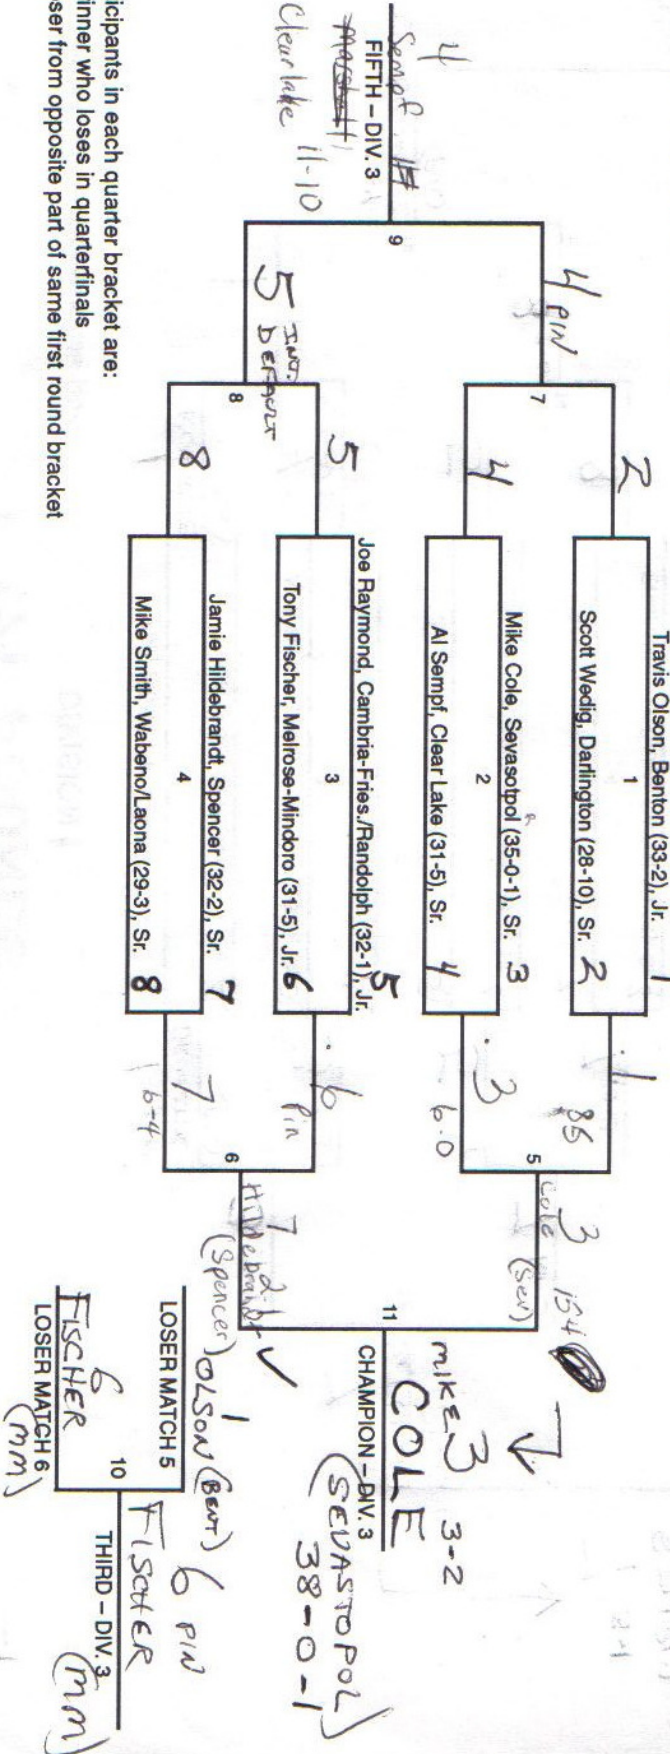 Travis Olson, Benton (33-2), Jr. 1
1
Scott Wedig, Darlington (28-10), Sr. 2
Mike Cole, Sevasotpol (35-0-1), Sr. 3
2
Al Sempf, Clear Lake (31-5), Sr. 4
Joe Raymond, Cambria-Fries./Randolph (32-1), Jr. 5
3
Tony Fischer, Melrose-Mindoro (31-5), Jr. 6
Jamie Hildebrandt, Spencer (32-2), Sr. 7
4
Mike Smith, Wabeno/Laona (29-3), Sr. 8
2
4
5
8
4 PIN
7
5 INJ. DEFAULT
8
9
4
Sempf
FIFTH – DIV. 3
Clear lake 11-10
1
3
6-0
6
Pin
7
6-4
5
3
Cole
(Sev)
6
7
Hildebrandt
(Spencer)
11
MIKE 3 3-2
COLE
CHAMPION – DIV. 3
(SEVASTOPOL)
38-0-1
1
OLSON (BENT)
LOSER MATCH 5
10
6
FISCHER
LOSER MATCH 6
(MM)
6 PIN
FISCHER
THIRD – DIV. 3
(MM)
icipants in each quarter bracket are:
inner who loses in quarterfinals
ser from opposite part of same first round bracket